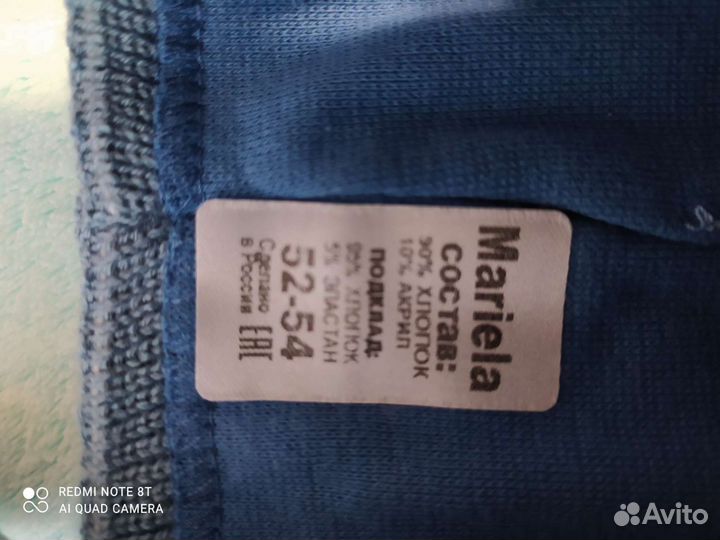 Mariela
состав:
90% ХЛОПОК
10% АКРИЛ
подклад:
95% ХЛОПОК
5% ЭЛАСТАН
52-54
Сделано
в России
EAC
REDMI NOTE 8T
AI QUAD CAMERA
Avito